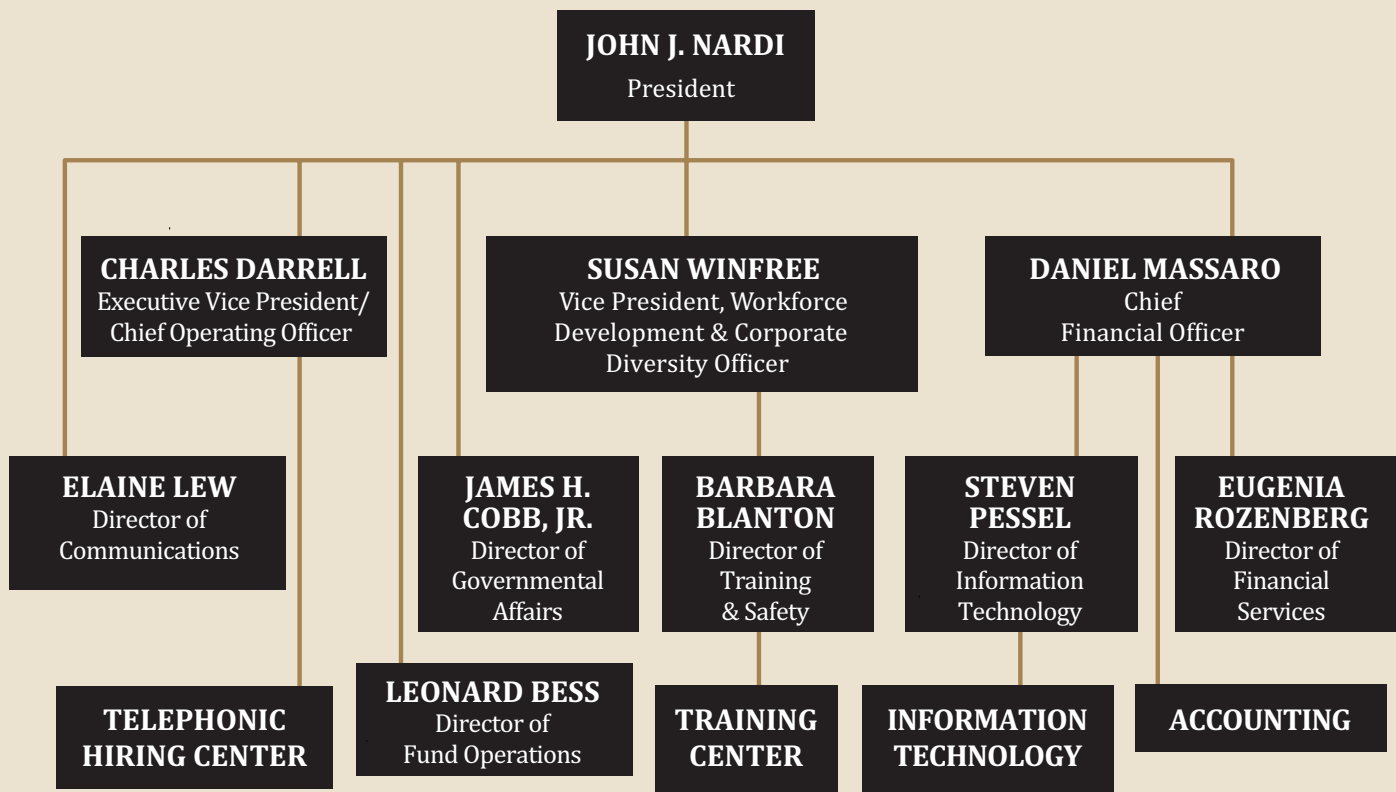 JOHN J. NARDI
President
CHARLES DARRELL
Executive Vice President/
Chief Operating Officer
SUSAN WINFREE
Vice President, Workforce
Development & Corporate
Diversity Officer
DANIEL MASSARO
Chief
Financial Officer
ELAINE LEW
Director of
Communications
JAMES H.
COBB, JR.
Director of
Governmental
Affairs
BARBARA
BLANTON
Director of
Training
& Safety
STEVEN
PESSEL
Director of
Information
Technology
EUGENIA
ROZENBERG
Director of
Financial
Services
TELEPHONIC
HIRING CENTER
LEONARD BESS
Director of
Fund Operations
TRAINING
CENTER
INFORMATION
TECHNOLOGY
ACCOUNTING